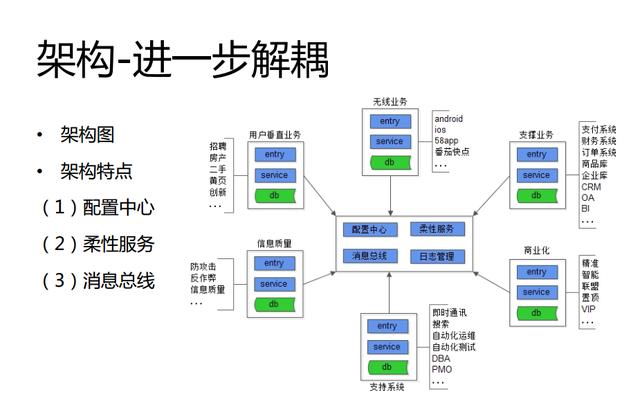 架构-进一步解耦
• 架构图
• 架构特点
（1）配置中心
（2）柔性服务
（3）消息总线
用户垂直业务
招聘
房产
二手
黄页
创新
...
entry
service
db
无线业务
entry
service
db
android
ios
58app
番茄快点
...
支撑业务
entry
service
db
支付系统
财务系统
订单系统
商品库
企业库
CRM
OA
BI
...
配置中心
柔性服务
消息总线
日志管理
信息质量
防攻击
反作弊
信息质量
...
entry
service
db
商业化
entry
service
db
精准
智能
联盟
置顶
VIP
...
entry
service
db
支持系统
即时通讯
搜索
自动化运维
自动化测试
DBA
PMO
...